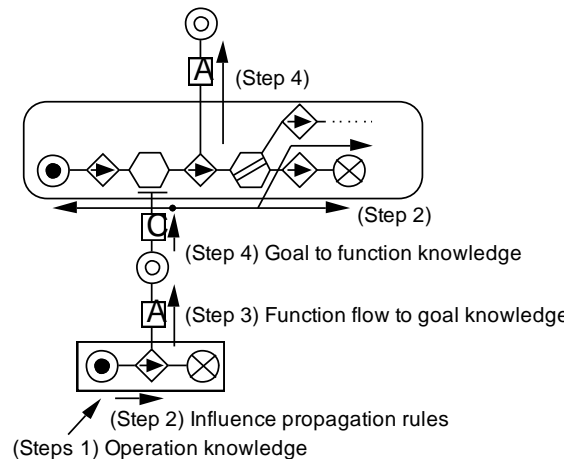 A
(Step 4)
(Step 2)
C
(Step 4) Goal to function knowledge
A
(Step 3) Function flow to goal knowledge
(Step 2) Influence propagation rules
(Steps 1) Operation knowledge